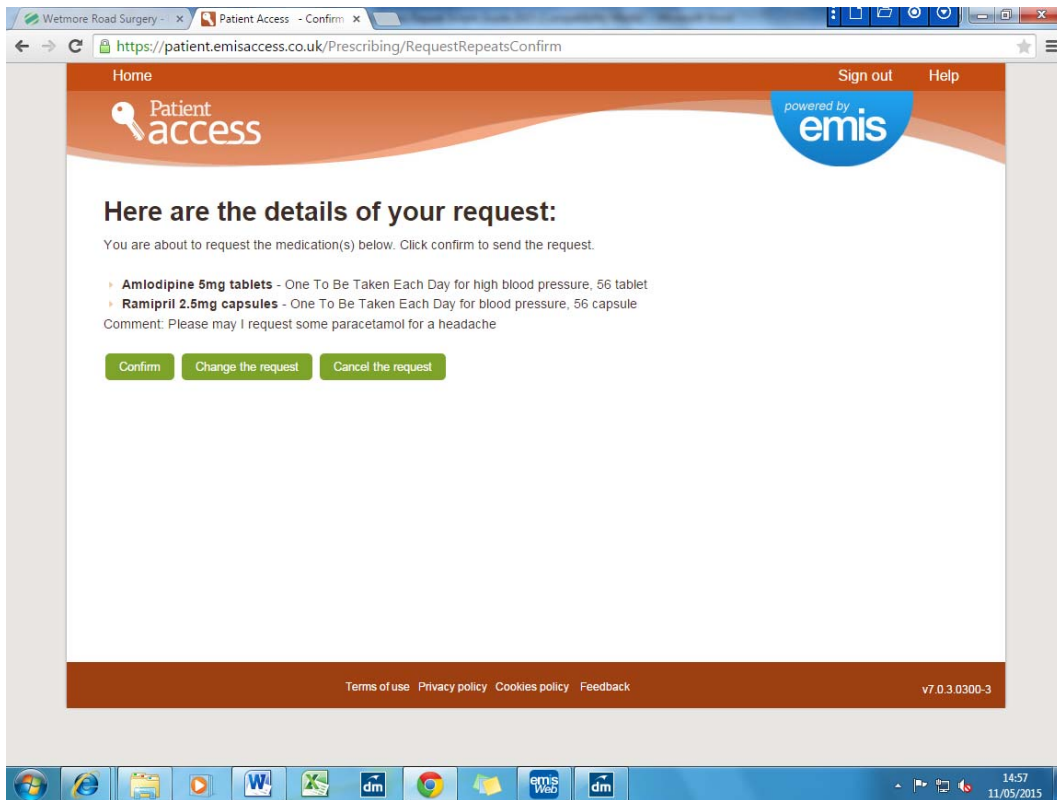 Wetmore Road Surgery -
Patient Access - Confirm
https://patient.emisaccess.co.uk/Prescribing/RequestRepeatsConfirm
Home Sign out Help
Patient
access
powered by
emis
Here are the details of your request:
You are about to request the medication(s) below. Click confirm to send the request.
Amlodipine 5mg tablets - One To Be Taken Each Day for high blood pressure, 56 tablet
Ramipril 2.5mg capsules - One To Be Taken Each Day for blood pressure, 56 capsule
Comment: Please may I request some paracetamol for a headache
Confirm Change the request Cancel the request
Terms of use Privacy policy Cookies policy Feedback v7.0.3.0300-3
dm emis Web dm
14:57
11/05/2015